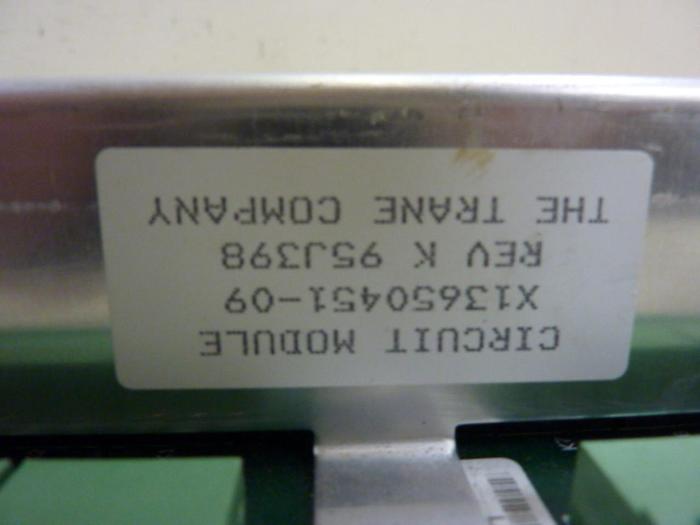 CIRCUIT MODULE
X13650451-09
REV K 95J398
THE TRANE COMPANY